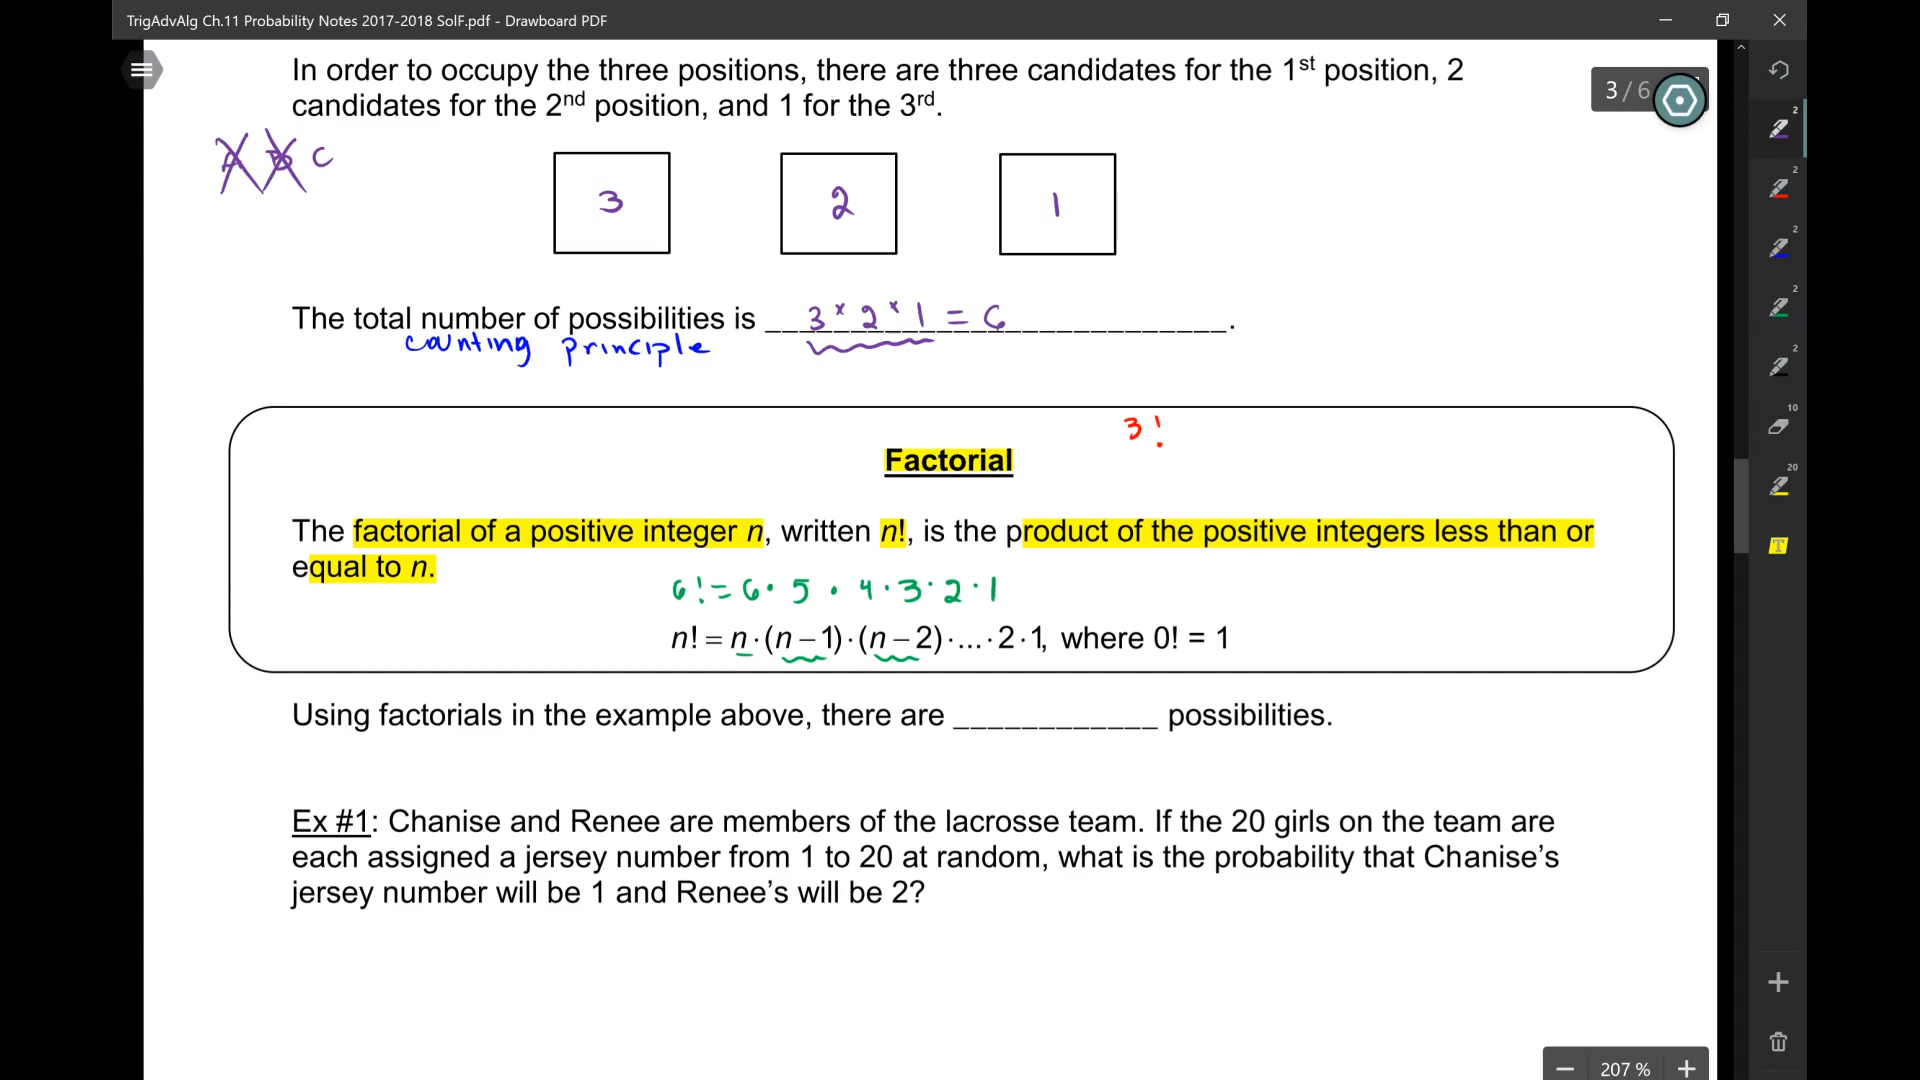 TrigAdvAlg Ch.11 Probability Notes 2017-2018 SolF.pdf - Drawboard PDF
In order to occupy the three positions, there are three candidates for the 1st position, 2
candidates for the 2nd position, and 1 for the 3rd.
3 / 6
A B C
3 2 1
The total number of possibilities is 3 × 2 × 1 = 6.
counting principle
3!
Factorial
The factorial of a positive integer n, written n!, is the product of the positive integers less than or
equal to n.
6! = 6 · 5 · 4 · 3 · 2 · 1
n! = n · (n − 1) · (n − 2) · ... · 2 · 1, where 0! = 1
Using factorials in the example above, there are ____________ possibilities.
Ex #1: Chanise and Renee are members of the lacrosse team. If the 20 girls on the team are
each assigned a jersey number from 1 to 20 at random, what is the probability that Chanise’s
jersey number will be 1 and Renee’s will be 2?
2
2
2
2
2
10
20
T
207 %